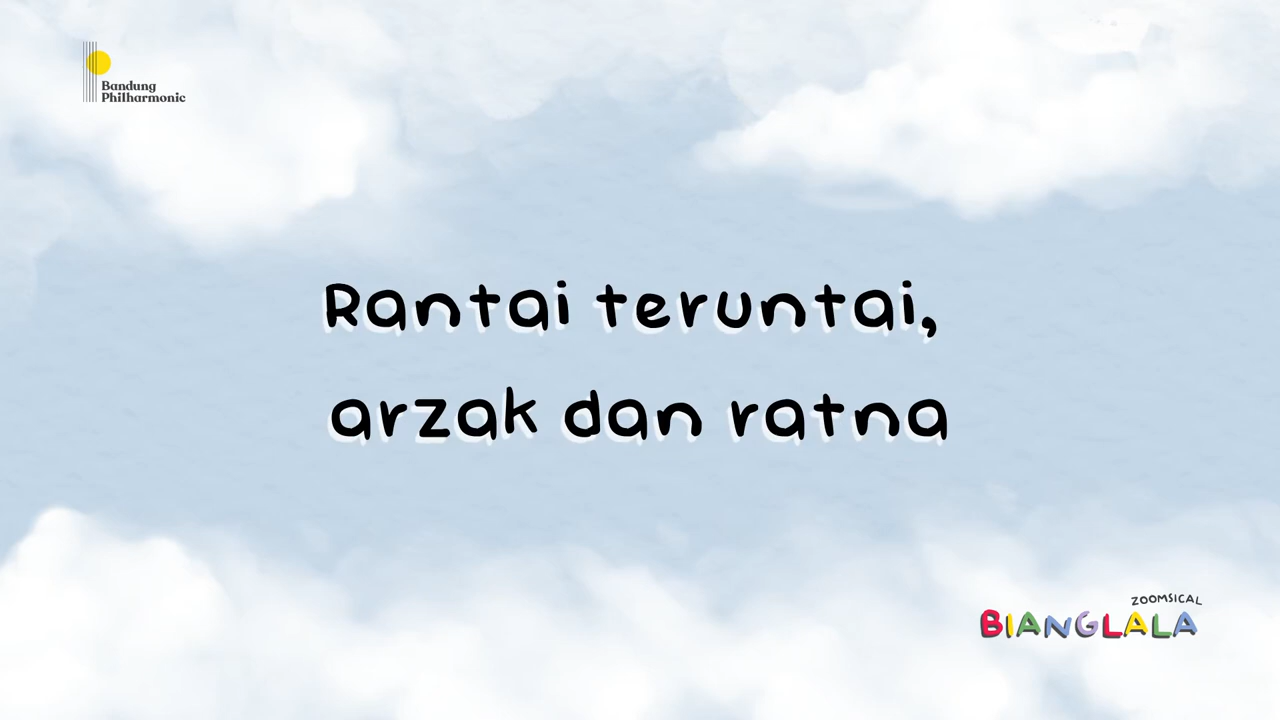 Bandung
Philharmonic
Rantai teruntai,
arzak dan ratna
ZOOMSICAL
BIANGLALA